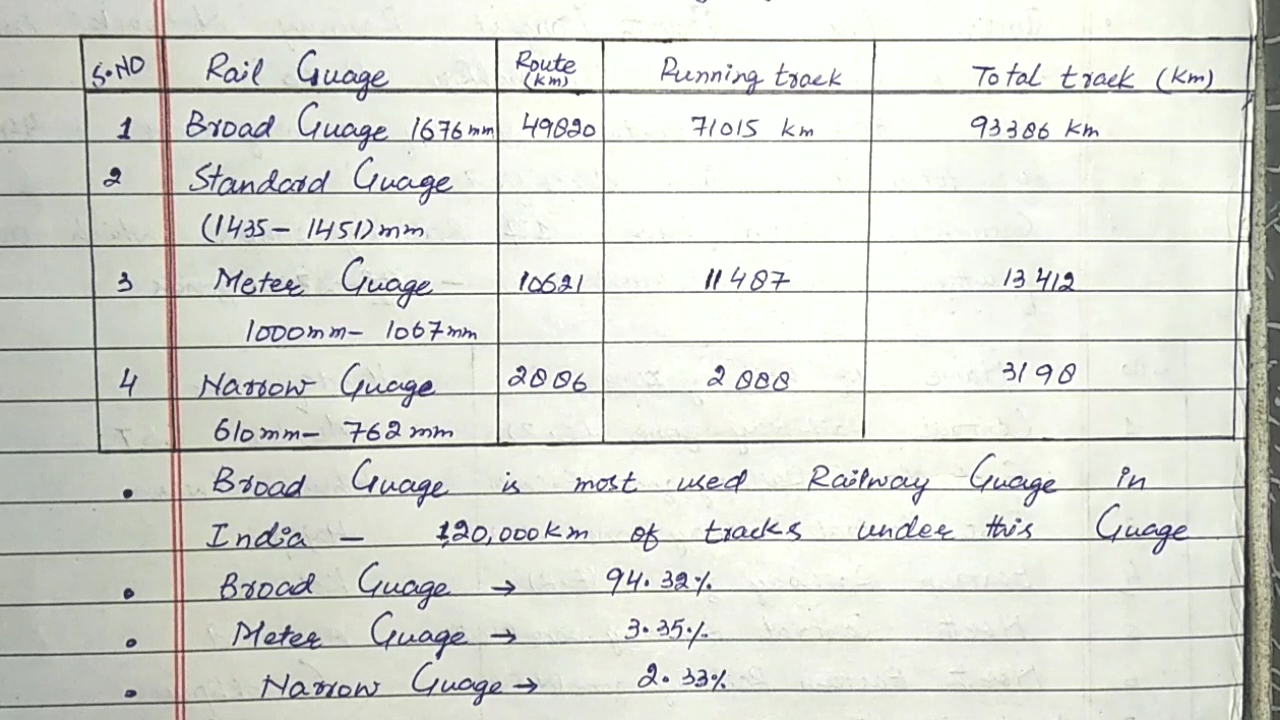 S.NO Rail Guage Route (km) Running track Total track (km)
1 Broad Guage 1676mm 49820 71015 km 93386 km
2 Standard Guage
(1435- 1451)mm
3 Meter Guage 10621 11487 13412
1000mm- 1067mm
4 Narrow Guage 2886 2888 3198
610mm- 762mm
• Broad Guage is most used Railway Guage in
India - 120,000km of tracks under this Guage
• Broad Guage → 94.32%
• Meter Guage → 3.35%
• Narrow Guage → 2.33%